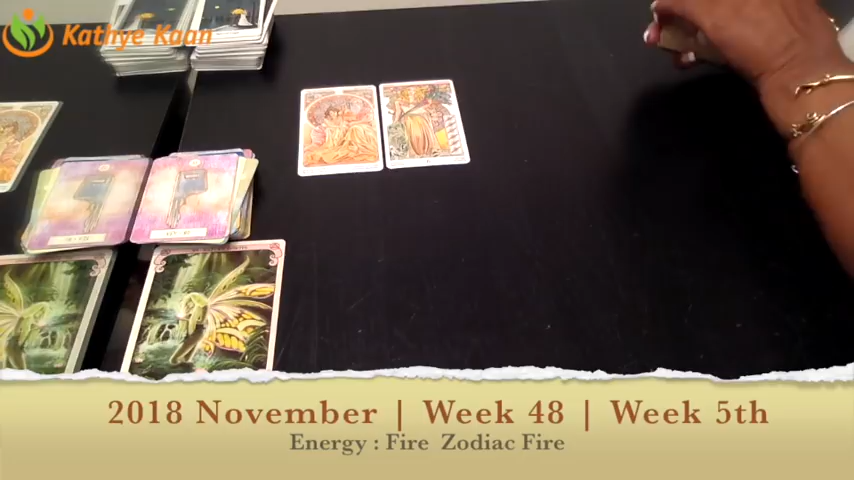 Kathye Kaan
2018 November | Week 48 | Week 5th
Energy : Fire Zodiac Fire